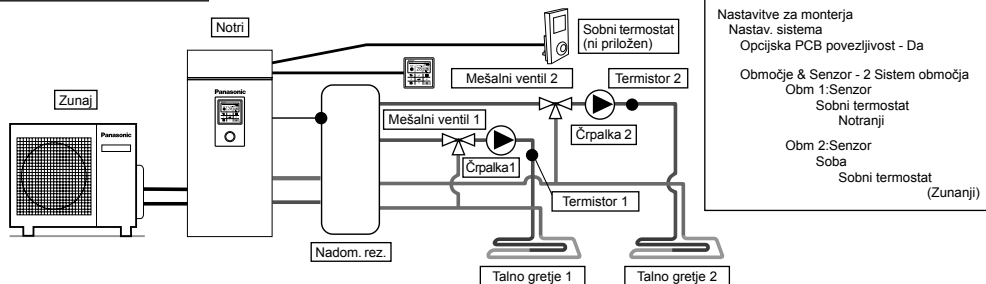 Notri
Sobni termostat
(ni priložen)
Mešalni ventil 2
Termistor 2
Zunaj
Panasonic
Panasonic
Mešalni ventil 1
Črpalka 2
Črpalka1
Termistor 1
Nadom. rez.
Talno gretje 1
Talno gretje 2
Nastavitve za monterja
Nastav. sistema
Opcijska PCB povezljivost - Da
Območje & Senzor - 2 Sistem območja
Obm 1:Senzor
Sobni termostat
Notranji
Obm 2:Senzor
Soba
Sobni termostat
(Zunanji)